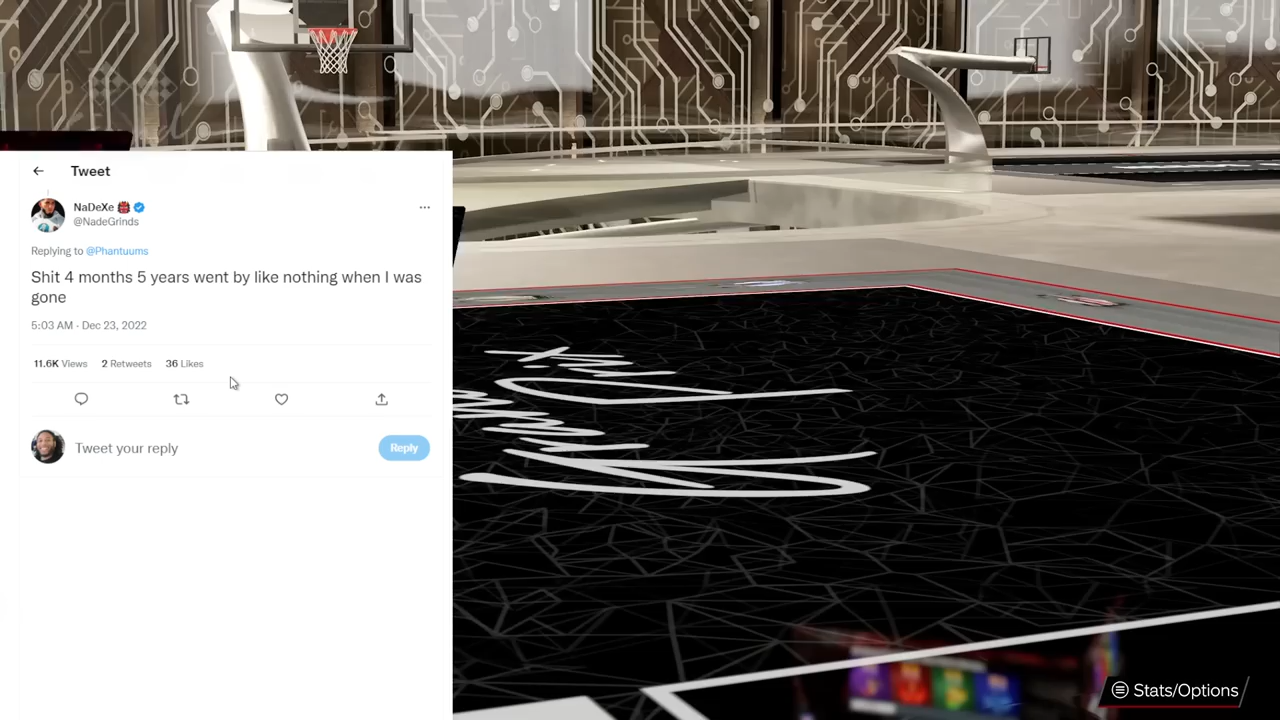 Tweet
NaDeXe
@NadeGrinds
Replying to @Phantuums
Shit 4 months 5 years went by like nothing when I was
gone
5:03 AM · Dec 23, 2022
11.6K Views 2 Retweets 36 Likes
Tweet your reply
Reply
Stats/Options